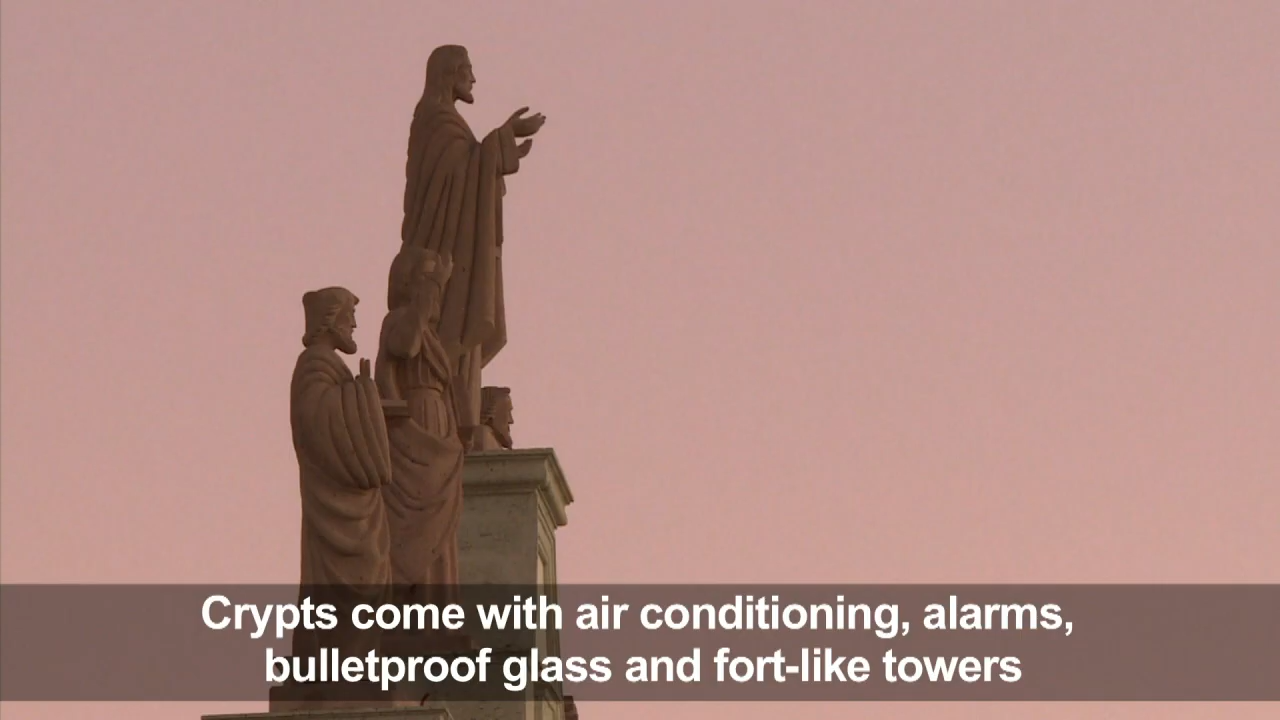 Crypts come with air conditioning, alarms,
bulletproof glass and fort-like towers